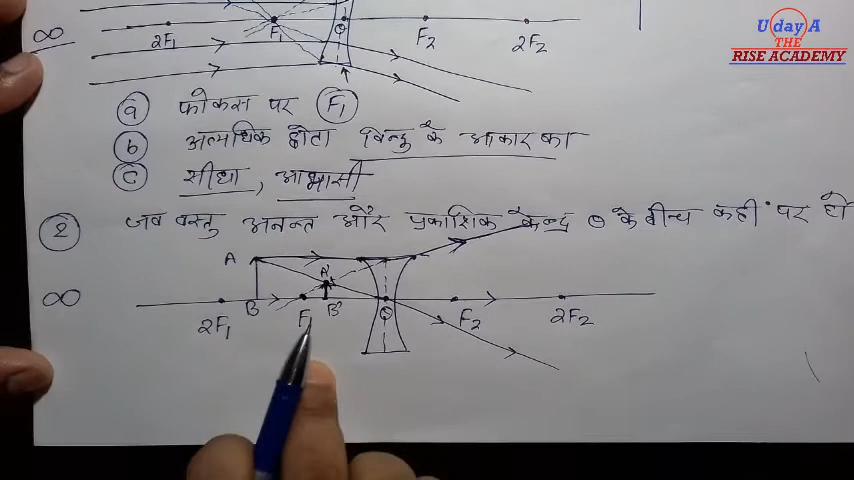 U day A
THE
RISE ACADEMY
∞ 2F₁ F₁ O F₂ 2F₂
ⓐ फोकस पर F₁
ⓑ अत्यधिक छोटा बिन्दु के आकार का
ⓒ सीधा, आभासी
② जब वस्तु अनन्त और प्रकाशिक केन्द्र O के बीच कहीं पर हो
A A'
∞ 2F₁ B F₁ B' O F₂ 2F₂